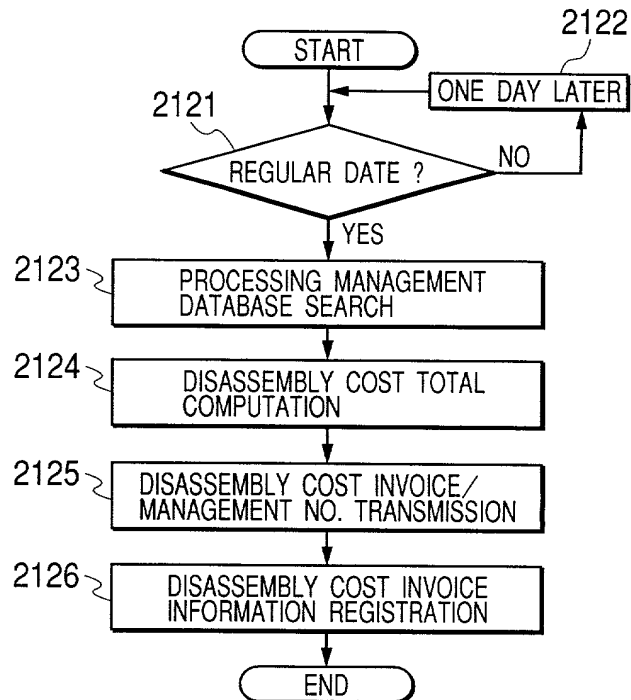 START
2122
ONE DAY LATER
2121
REGULAR DATE ?
NO
YES
2123
PROCESSING MANAGEMENT
DATABASE SEARCH
2124
DISASSEMBLY COST TOTAL
COMPUTATION
2125
DISASSEMBLY COST INVOICE/
MANAGEMENT NO. TRANSMISSION
2126
DISASSEMBLY COST INVOICE
INFORMATION REGISTRATION
END